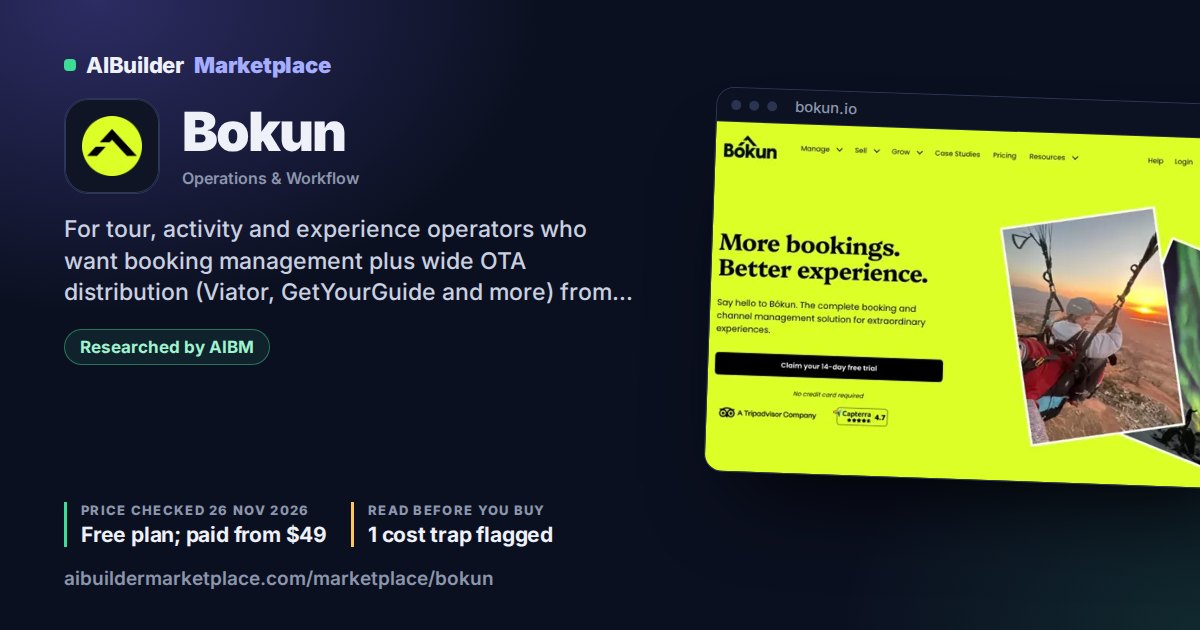 AIBuilder Marketplace
Bokun
Operations & Workflow
For tour, activity and experience operators who
want booking management plus wide OTA
distribution (Viator, GetYourGuide and more) from...
Researched by AIBM
PRICE CHECKED 26 NOV 2026
Free plan; paid from $49
READ BEFORE YOU BUY
1 cost trap flagged
aibuildermarketplace.com/marketplace/bokun
bokun.io
Bókun
Manage
Sell
Grow
Case Studies
Pricing
Resources
Help
Login
More bookings.
Better experience.
Say hello to Bókun. The complete booking and
channel management solution for extraordinary
experiences.
Claim your 14-day free trial
No credit card required
A Tripadvisor Company
Capterra
4.7